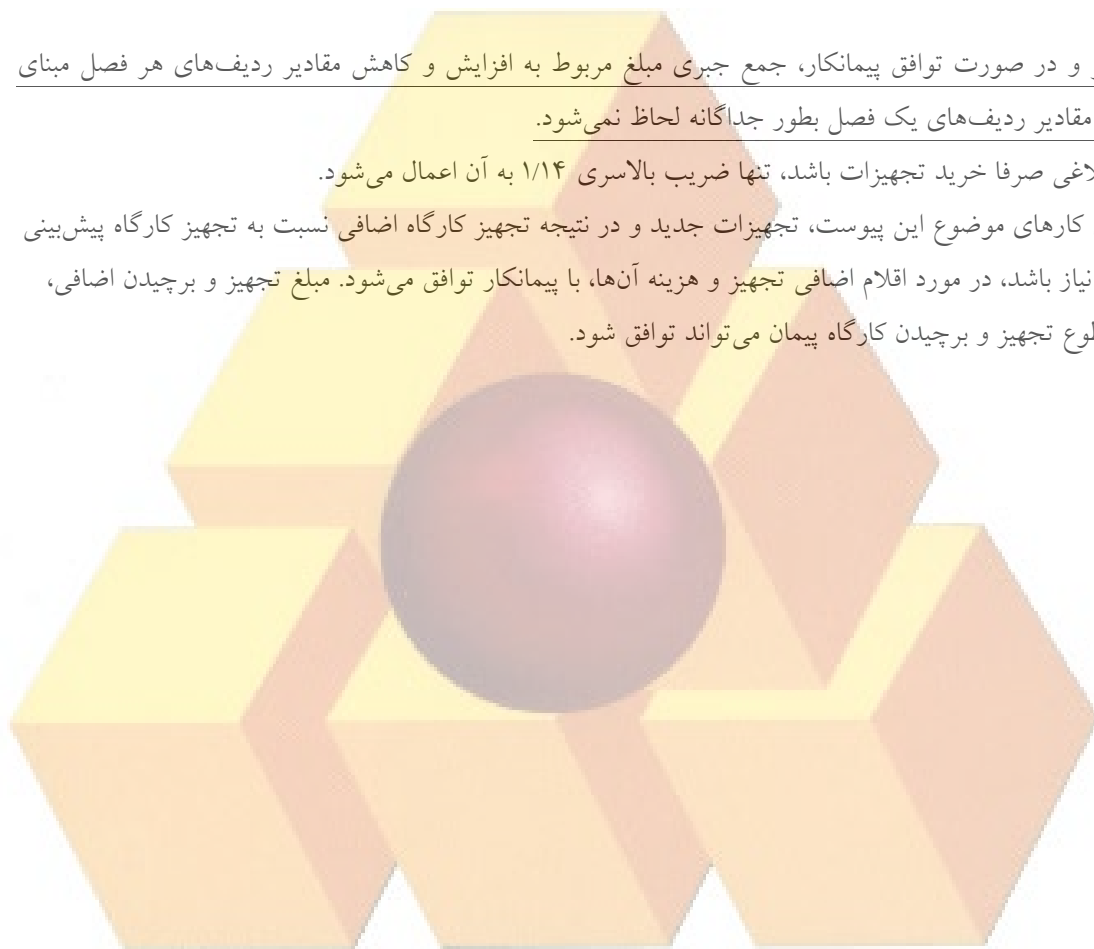 و در صورت توافق پیمانکار، جمع جبری مبلغ مربوط به افزایش و کاهش مقادیر ردیف‌های هر فصل مبنای
مقادیر ردیف‌های یک فصل بطور جداگانه لحاظ نمی‌شود.
صرفا خرید تجهیزات باشد، تنها ضریب بالاسری ۱/۱۴ به آن اعمال می‌شود.
کارهای موضوع این پیوست، تجهیزات جدید و در نتیجه تجهیز کارگاه اضافی نسبت به تجهیز کارگاه پیش‌بینی
نیاز باشد، در مورد اقلام اضافی تجهیز و هزینه آن‌ها، با پیمانکار توافق می‌شود. مبلغ تجهیز و برچیدن اضافی،
تجهیز و برچیدن کارگاه پیمان می‌تواند توافق شود.